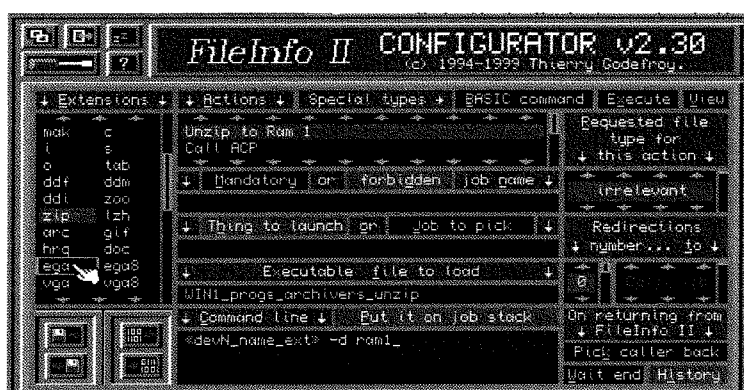 z=
?
FileInfo II CONFIGURATOR v2.30
(c) 1994-1999 Thierry Godefroy.
↓ Extensions ↓
mak c
i s
o tab
ddf ddm
ddl zoo
zip lzh
arc gif
hrg doc
ega ega8
vga vga8
↓ Actions ↓ Special types ↓ BASIC command Execute View
Unzip to Ram 1
Call ACP
↓ Mandatory or forbidden job name ↓
↓ Thing to launch or Job to pick ↓
↓ Executable file to load ↓
WIN1_progs_archivers_unzip
↓ Command line ↓ Put it on job stack
<devN_name_ext> -d ram1_
Requested file
type for
↓ this action ↓
irrelevant
Redirections
↓ number... to ↓
0
On returning from
↓ FileInfo II ↓
Pick caller back
Wait end History